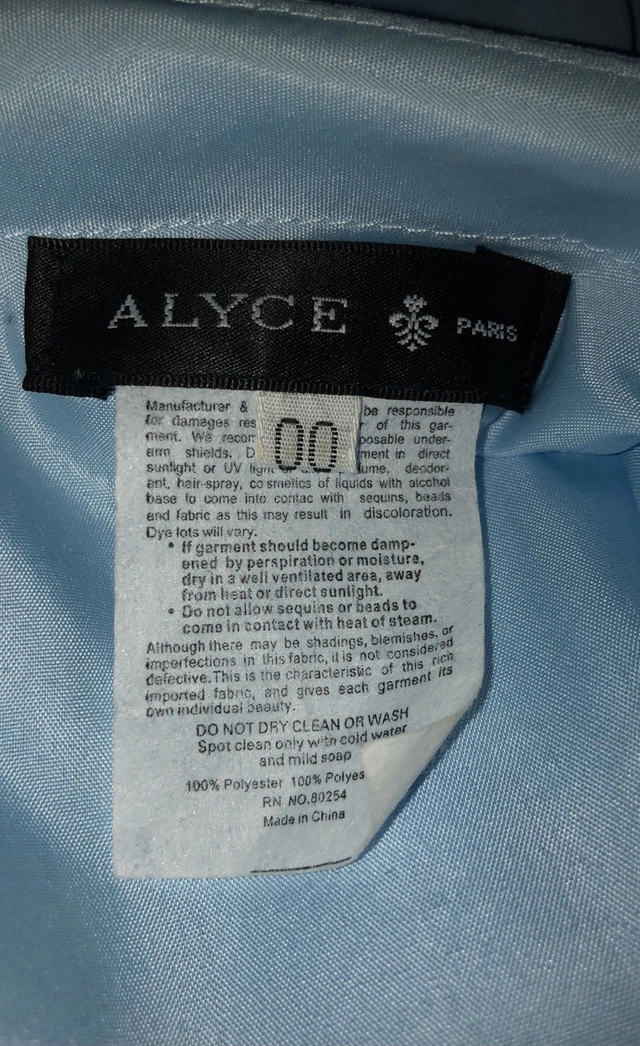 ALYCE PARIS
00
Manufacturer & be responsible
for damages res of this gar-
ment. We recor posable under-
arm shields. D ment in direct
sunlight or UV light ume. deodor-
ant, hair-spray, cosmetics of liquids with alcohol
base to come into contac with sequins, beads
and fabric as this may result in discoloration.
Dye lots will vary.
• If garment should become damp-
ened by perspiration or moisture,
dry in a well ventilated area, away
from heat or direct sunlight.
• Do not allow sequins or beads to
come in contact with heat of steam.
Although there may be shadings, blemishes, or
imperfections in this fabric, it is not considered
defective. This is the characteristic of this rich
imported fabric, and gives each garment its
own individual beauty.
DO NOT DRY CLEAN OR WASH
Spot clean only with cold water
and mild soap
100% Polyester 100% Polyes
RN NO.80254
Made in China